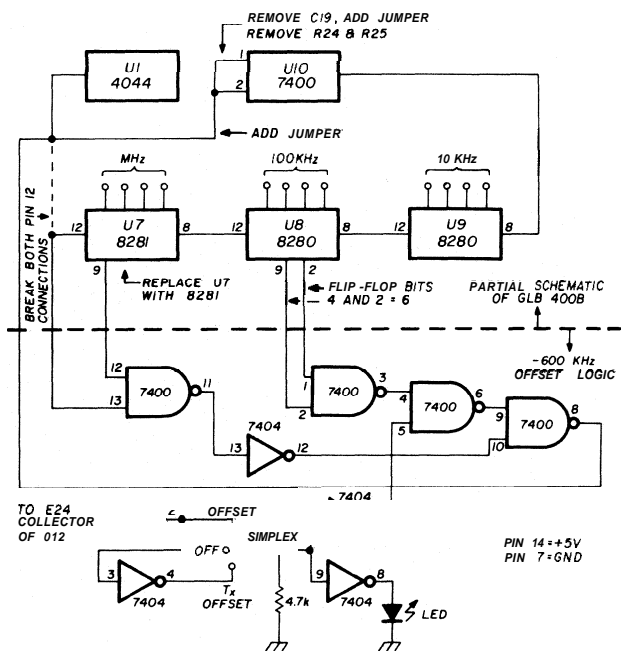 REMOVE C19, ADD JUMPER
REMOVE R24 & R25
U1
4044
1
2
U10
7400
ADD JUMPER
MHz
100KHz
10 KHz
12
U7
8281
8
12
U8
8280
8
12
U9
8280
8
9
9
2
BREAK BOTH PIN 12
CONNECTIONS
REPLACE U7
WITH 8281
FLIP-FLOP BITS
4 AND 2 = 6
PARTIAL SCHEMATIC
OF GLB 400B
-600 KHz
OFFSET LOGIC
12
13
7400
11
1
2
7400
3
4
5
7400
6
9
10
7400
8
7404
13
12
7404
TO E24
COLLECTOR
OF 012
OFFSET
SIMPLEX
OFF
3
4
7404
Tx
OFFSET
4.7k
9
8
7404
LED
PIN 14=+5V
PIN 7=GND